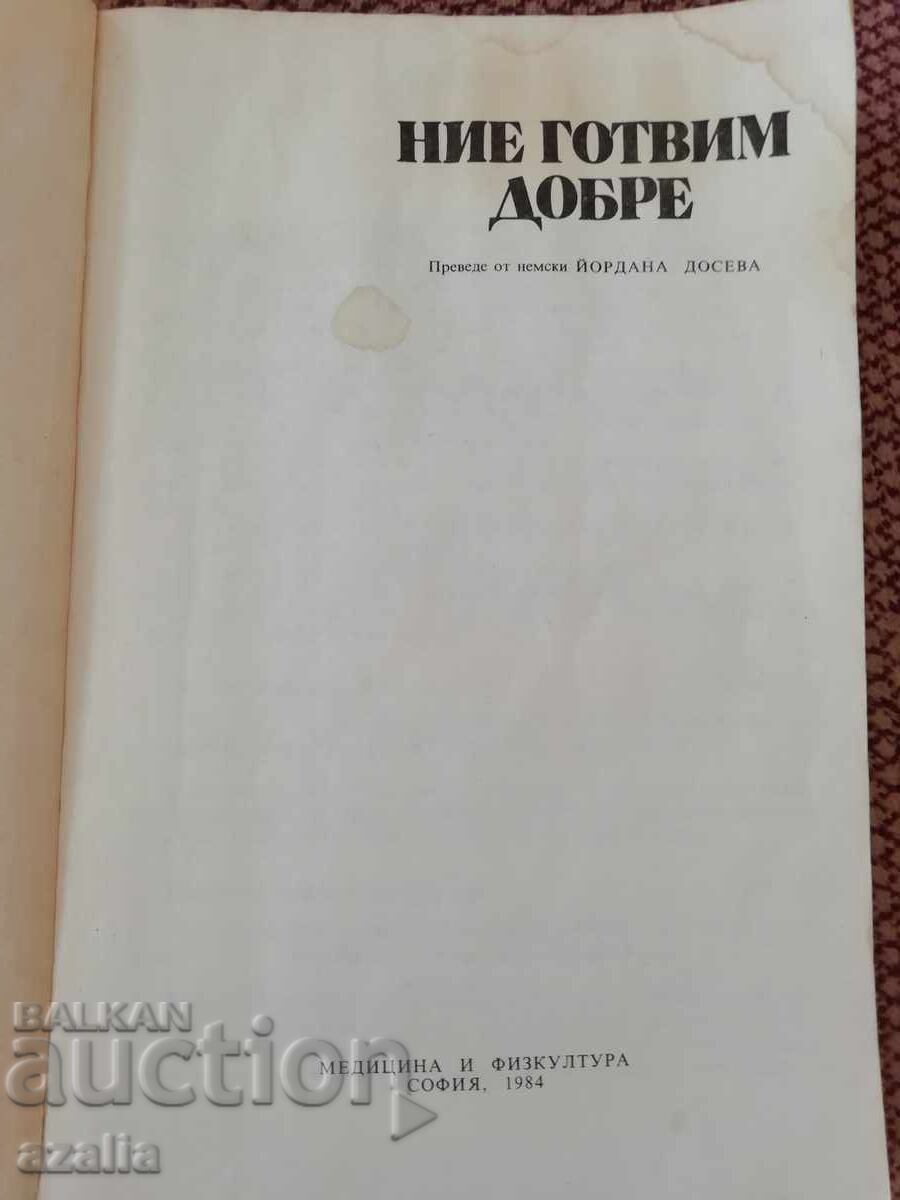 НИЕ ГОТВИМ
ДОБРЕ
Преведе от немски ЙОРДАНА ДОСЕВА
МЕДИЦИНА И ФИЗКУЛТУРА
СОФИЯ, 1984
BALKAN
auction
azalia